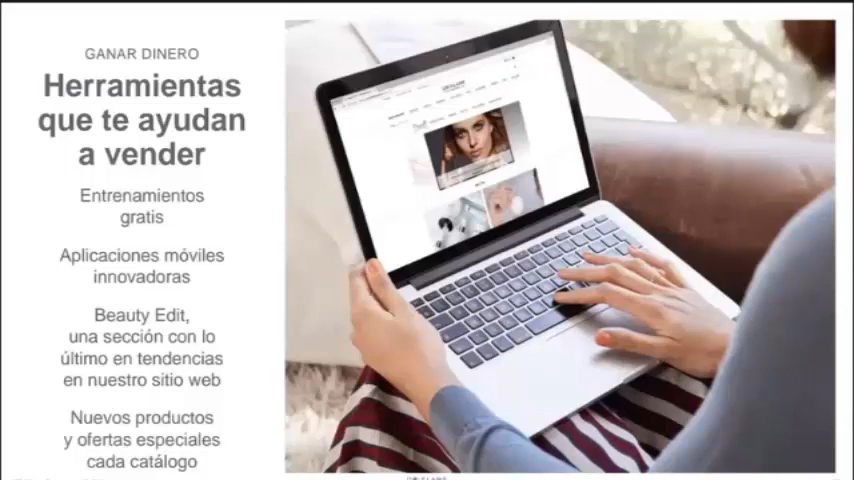 GANAR DINERO
Herramientas
que te ayudan
a vender
Entrenamientos
gratis
Aplicaciones móviles
innovadoras
Beauty Edit,
una sección con lo
último en tendencias
en nuestro sitio web
Nuevos productos
y ofertas especiales
cada catálogo